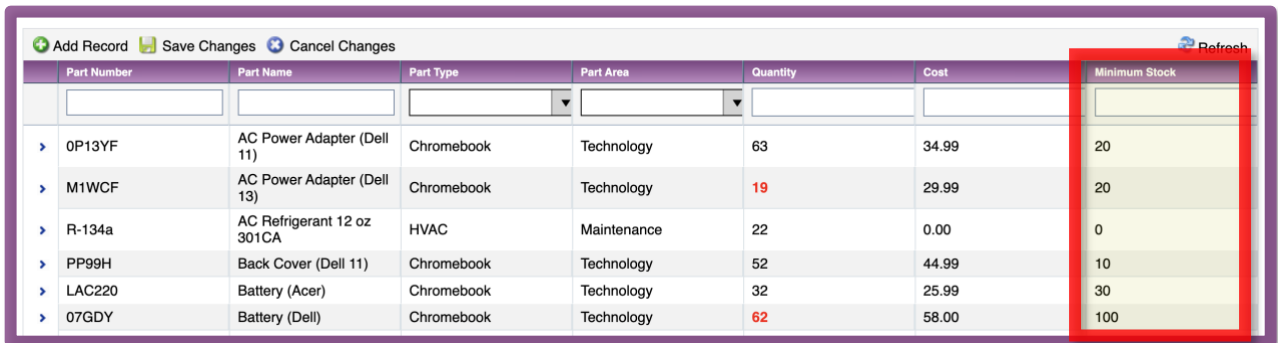 Add Record Save Changes Cancel Changes Refresh
Part Number Part Name Part Type Part Area Quantity Cost Minimum Stock
0P13YF AC Power Adapter (Dell 11) Chromebook Technology 63 34.99 20
M1WCF AC Power Adapter (Dell 13) Chromebook Technology 19 29.99 20
R-134a AC Refrigerant 12 oz 301CA HVAC Maintenance 22 0.00 0
PP99H Back Cover (Dell 11) Chromebook Technology 52 44.99 10
LAC220 Battery (Acer) Chromebook Technology 32 25.99 30
07GDY Battery (Dell) Chromebook Technology 62 58.00 100